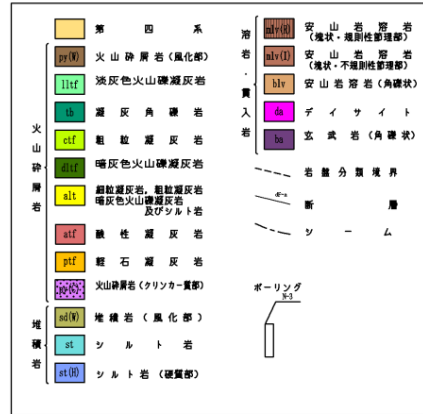 第四系
py(W) 火山砕屑岩(風化部)
lltf 淡灰色火山礫凝灰岩
tb 凝灰角礫岩
ctf 粗粒凝灰岩
dltf 暗灰色火山礫凝灰岩
alt 細粒凝灰岩,粗粒凝灰岩
暗灰色火山礫凝灰岩
及びシルト岩
atf 酸性凝灰岩
ptf 軽石凝灰岩
py(C) 火山砕屑岩(クリンカー質部)
火山砕屑岩
sd(W) 堆積岩(風化部)
st シルト岩
st(H) シルト岩(硬質部)
堆積岩
溶岩・貫入岩
mlv(R) 安山岩溶岩
(塊状・規則性節理部)
mlv(I) 安山岩溶岩
(塊状・不規則性節理部)
blv 安山岩溶岩(角礫状)
da デイサイト
ba 玄武岩(角礫状)
岩盤分類境界
断層
シーム
ボーリング
N-3